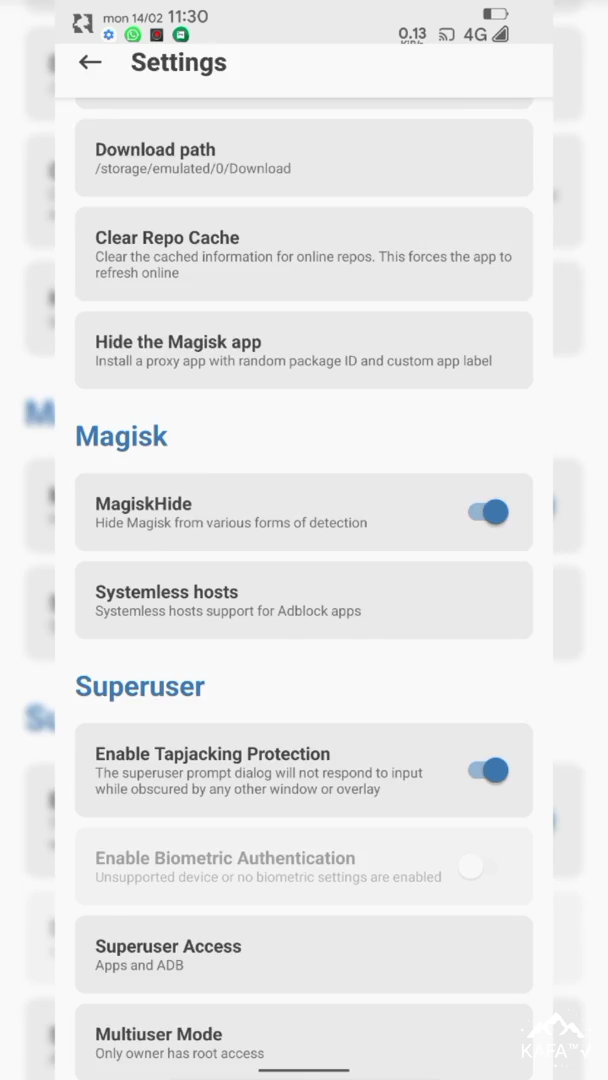 mon 14/02 11:30
0.13
KiB/s
4G
Settings
Download path
/storage/emulated/0/Download
Clear Repo Cache
Clear the cached information for online repos. This forces the app to
refresh online
Hide the Magisk app
Install a proxy app with random package ID and custom app label
Magisk
MagiskHide
Hide Magisk from various forms of detection
Systemless hosts
Systemless hosts support for Adblock apps
Superuser
Enable Tapjacking Protection
The superuser prompt dialog will not respond to input
while obscured by any other window or overlay
Enable Biometric Authentication
Unsupported device or no biometric settings are enabled
Superuser Access
Apps and ADB
Multiuser Mode
Only owner has root access